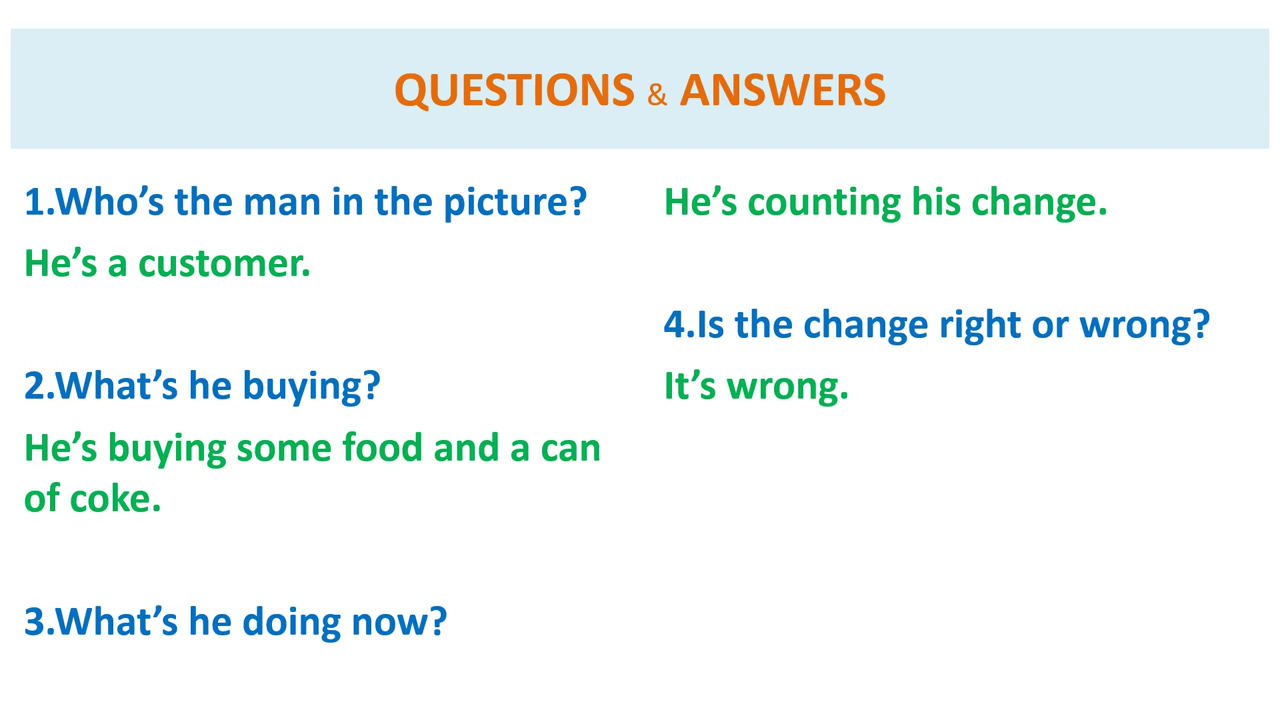 QUESTIONS & ANSWERS
1.Who’s the man in the picture?
He’s a customer.
2.What’s he buying?
He’s buying some food and a can
of coke.
3.What’s he doing now?
He’s counting his change.
4.Is the change right or wrong?
It’s wrong.